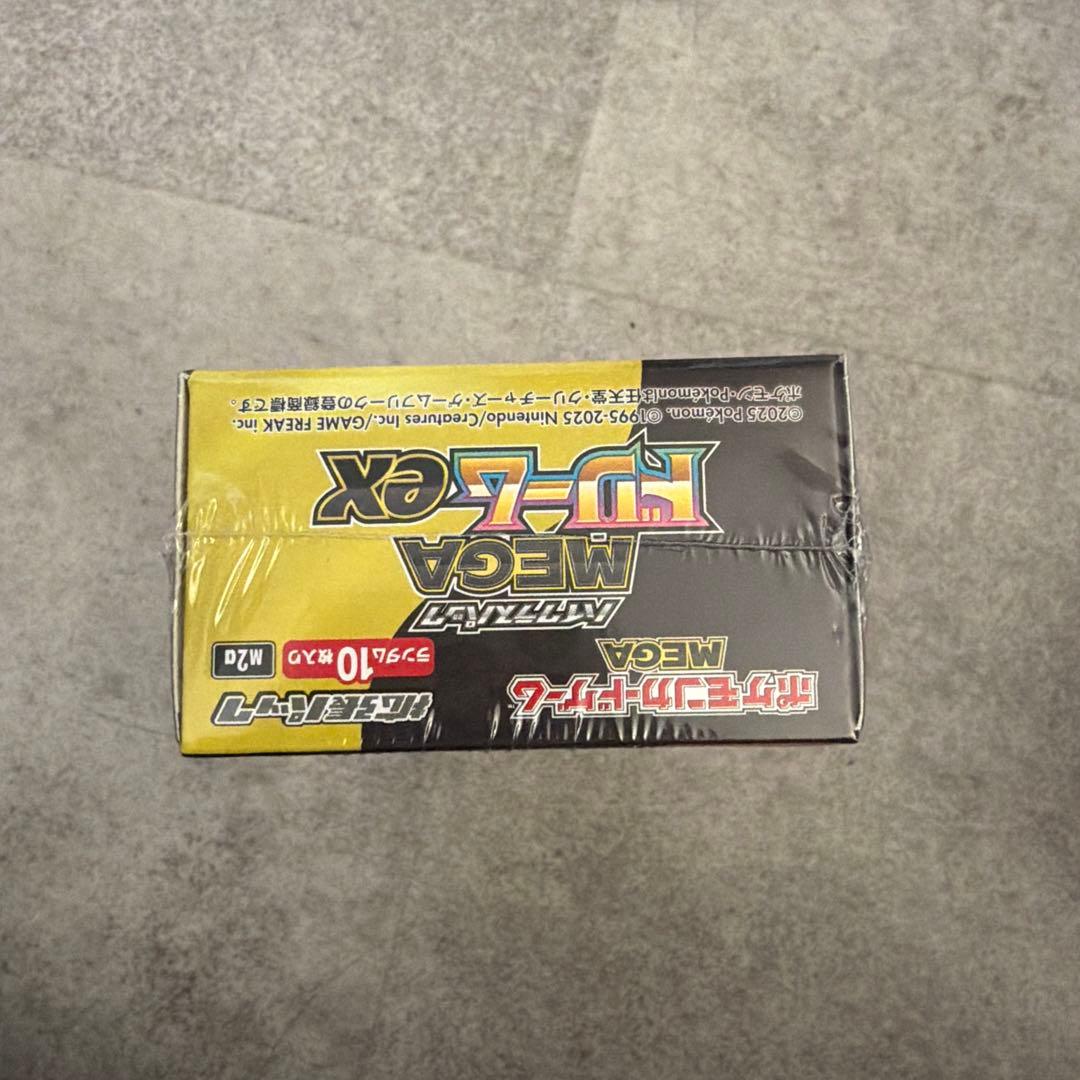 ポケモンカードゲーム™
MEGA
拡張パック
ランダム10枚入り
M2a
ハイクラスパック
MEGA
ドリームex
©2025 Pokémon. ©1995-2025 Nintendo/Creatures Inc./GAME FREAK inc.
ポケモン・Pokémonは任天堂・クリーチャーズ・ゲームフリークの登録商標です。